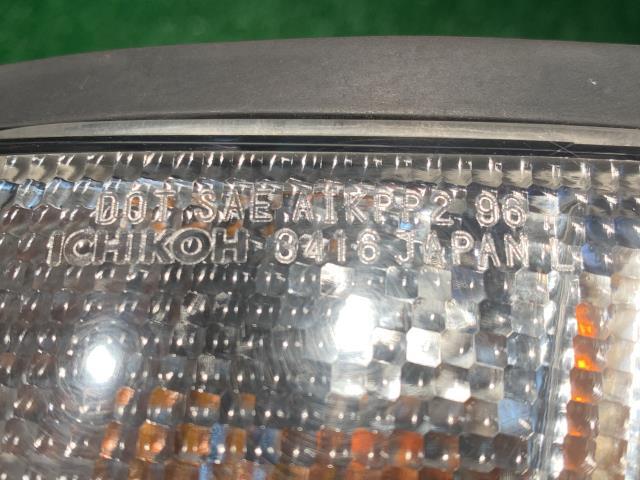 DOT SAE AIKPP2 96
ICHIKOH 3416 JAPAN L